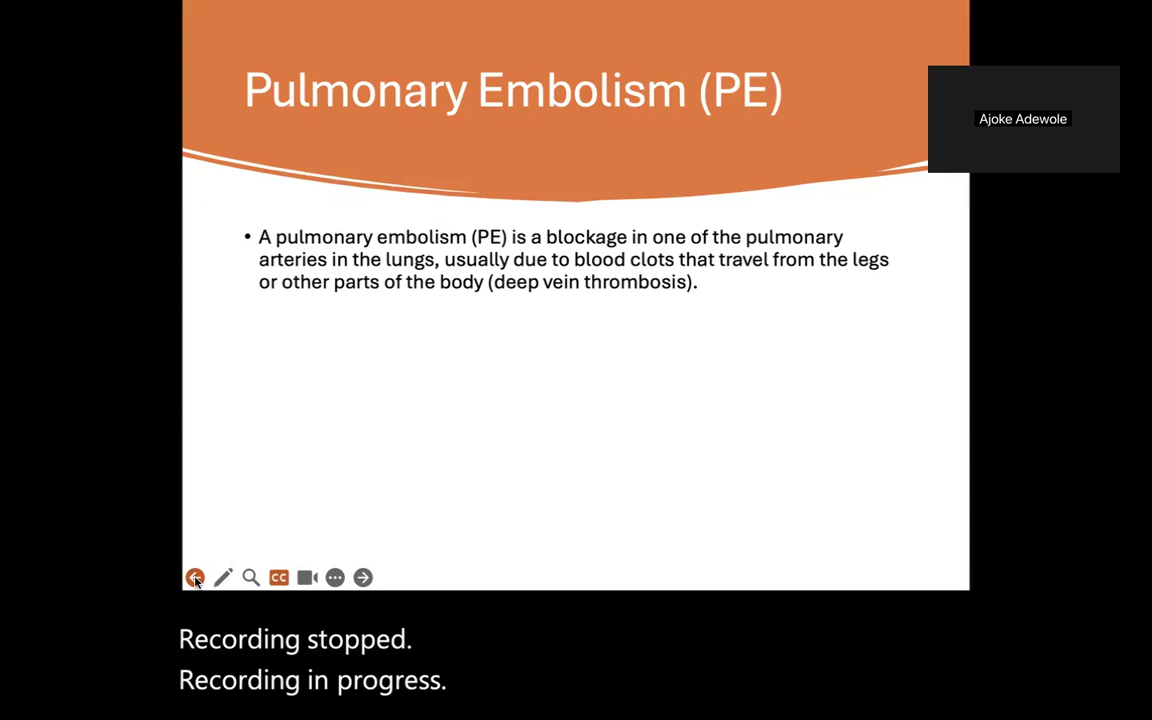 Pulmonary Embolism (PE)
Ajoke Adewole
• A pulmonary embolism (PE) is a blockage in one of the pulmonary
arteries in the lungs, usually due to blood clots that travel from the legs
or other parts of the body (deep vein thrombosis).
CC
Recording stopped.
Recording in progress.